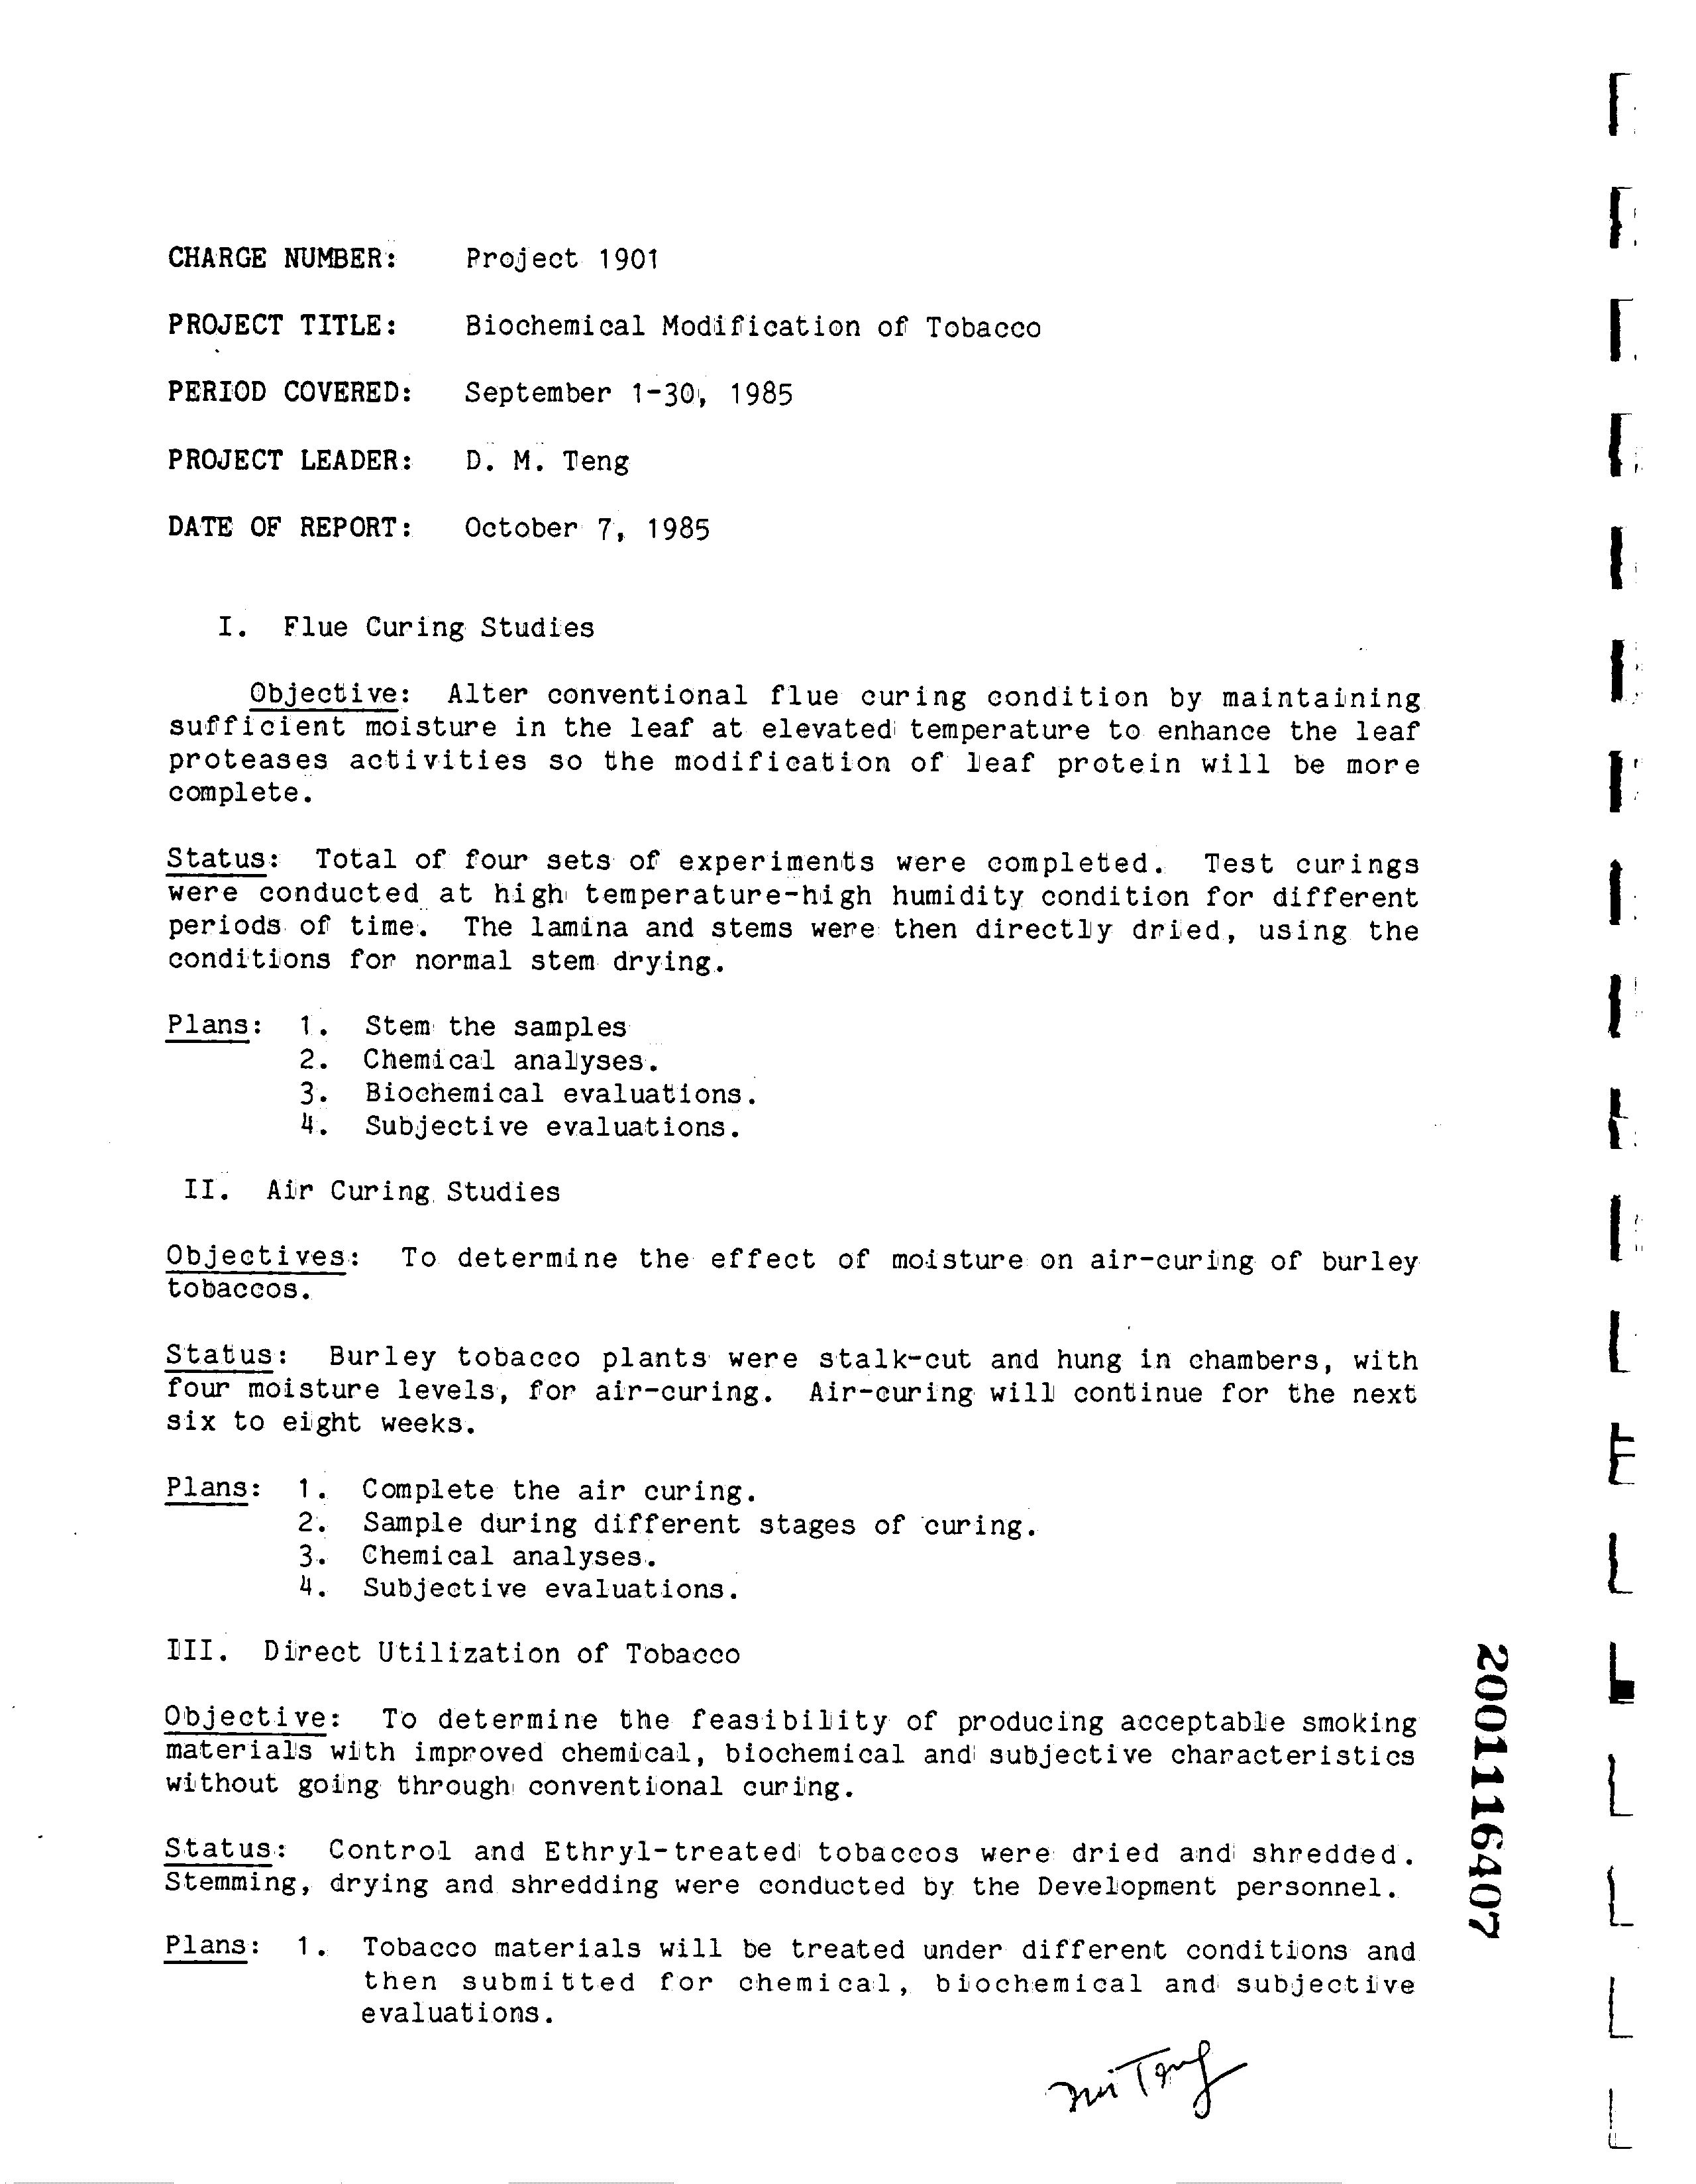 CHARGE NUMBER: Project 1901
PROJECT TITLE: Biochemical Modification of Tobacco
PERIOD COVERED: September 1-30, 1985
PROJECT LEADER: D. M. Teng
DATE OF REPORT: October 7, 1985
I. Flue Curing Studies
Objective: Alter conventional flue curing condition by maintaining
sufficient moisture in the leaf at elevated temperature to enhance the leaf
proteases activities so the modification of leaf protein will be more
complete.
Status: Total of four sets of experiments were completed. Test curings
were conducted at high temperature-high humidity condition for different
periods of time. The lamina and stems were then directly dried, using the
conditions for normal stem drying.
Plans: 1. Stem the samples
2. Chemical analyses.
3. Biochemical evaluations.
4. Subjective evaluations.
II. Air Curing Studies
Objectives: To determine the effect of moisture on air-curing of burley
tobaccos.
Status: Burley tobacco plants were stalk-cut and hung in chambers, with
four moisture levels, for air-curing. Air-curing will continue for the next
six to eight weeks.
Plans: 1. Complete the air curing.
2. Sample during different stages of curing.
3. Chemical analyses.
4. Subjective evaluations.
III. Direct Utilization of Tobacco
Objective: To determine the feasibility of producing acceptable smoking
materials with improved chemical, biochemical and subjective characteristics
without going through conventional curing.
Status: Control and Ethryl-treated tobaccos were dried and shredded.
Stemming, drying and shredding were conducted by the Development personnel.
Plans: 1. Tobacco materials will be treated under different conditions and
then submitted for chemical, biochemical and subjective
evaluations.
2001116407